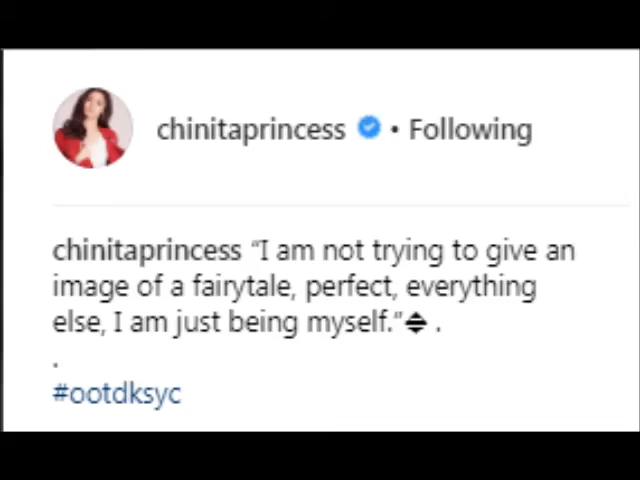 chinitaprincess • Following
chinitaprincess “I am not trying to give an
image of a fairytale, perfect, everything
else, I am just being myself.” .
.
#ootdksyc